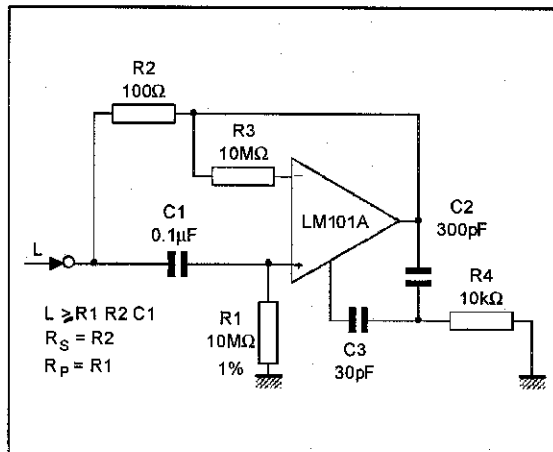 R2
100Ω
R3
10MΩ
C1
0.1μF
LM101A
C2
300pF
L
R4
10kΩ
L ⩾R1 R2 C1
R_S = R2
R_P = R1
R1
10MΩ
1%
C3
30pF
−
+